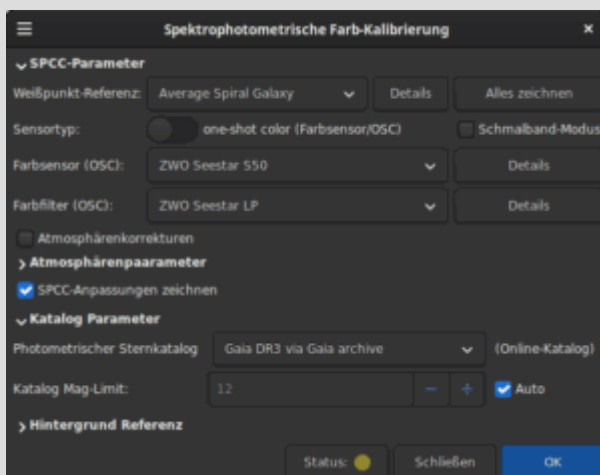 Spektrophotometrische Farb-Kalibrierung
SPCC-Parameter
Weißpunkt-Referenz: Average Spiral Galaxy Details Alles zeichnen
Sensortyp: one-shot color (Farbsensor/OSC) Schmalband-Modus
Farbsensor (OSC): ZWO Seestar S50 Details
Farbfilter (OSC): ZWO Seestar LP Details
Atmosphärenkorrekturen
Atmosphärenpaarameter
SPCC-Anpassungen zeichnen
Katalog Parameter
Photometrischer Sternkatalog Gaia DR3 via Gaia archive (Online-Katalog)
Katalog Mag-Limit: 12 − + Auto
Hintergrund Referenz
Status: Schließen OK